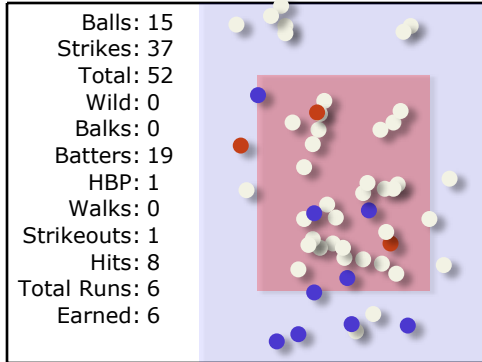 Balls: 15
Strikes: 37
Total: 52
Wild: 0
Balks: 0
Batters: 19
HBP: 1
Walks: 0
Strikeouts: 1
Hits: 8
Total Runs: 6
Earned: 6